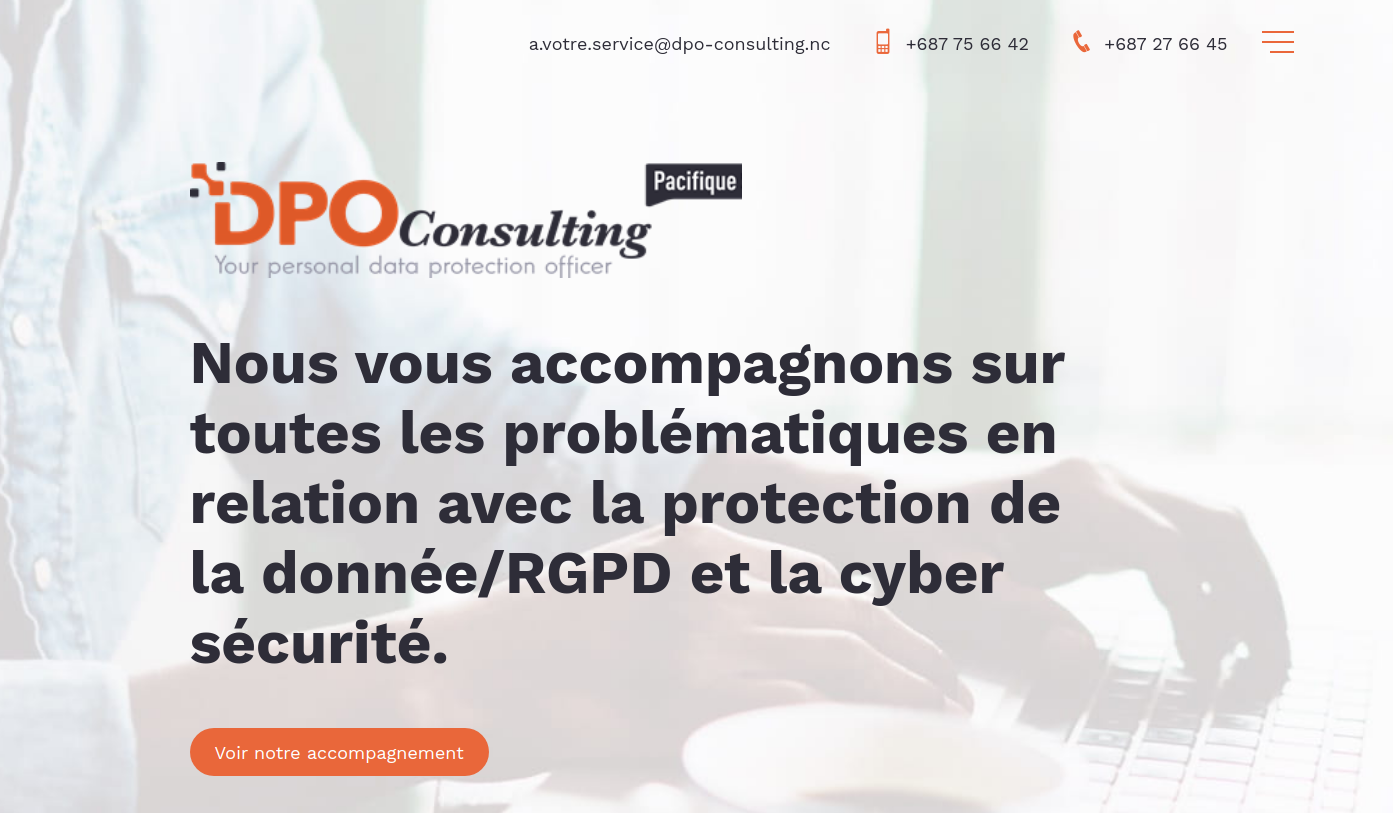 a.votre.service@dpo-consulting.nc +687 75 66 42 +687 27 66 45
Pacifique
DPO Consulting
Your personal data protection officer
Nous vous accompagnons sur
toutes les problématiques en
relation avec la protection de
la donnée/RGPD et la cyber
sécurité.
Voir notre accompagnement